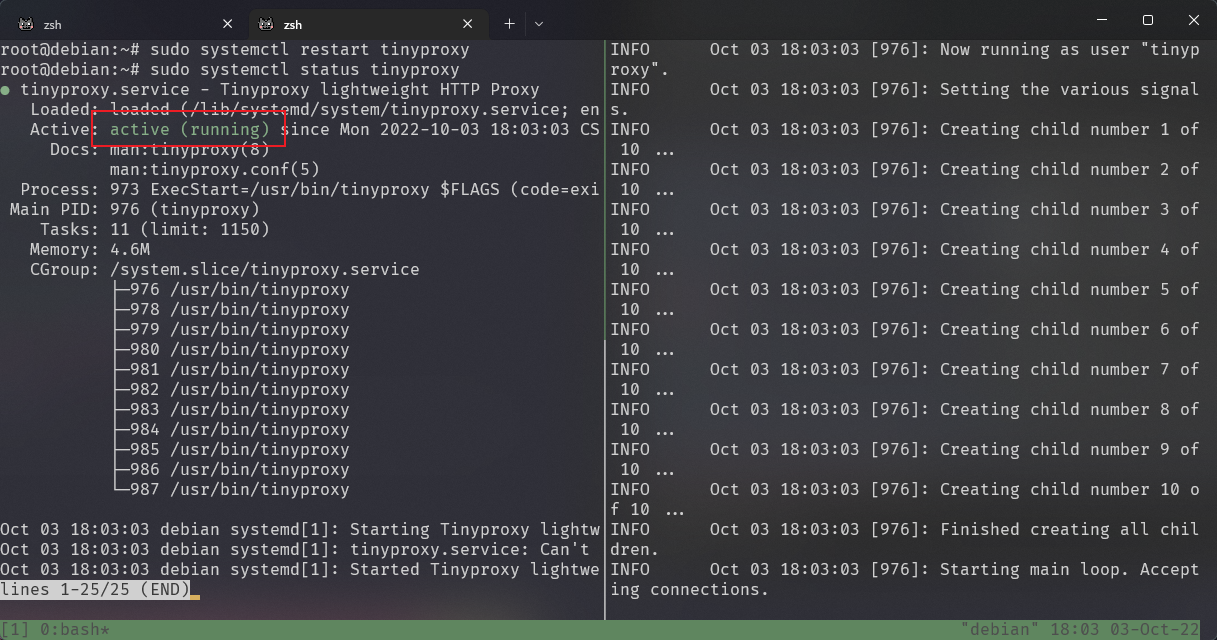 zsh
zsh
root@debian:~# sudo systemctl restart tinyproxy
root@debian:~# sudo systemctl status tinyproxy
● tinyproxy.service - Tinyproxy lightweight HTTP Proxy
Loaded: loaded (/lib/systemd/system/tinyproxy.service; en
Active: active (running) since Mon 2022-10-03 18:03:03 CS
Docs: man:tinyproxy(8)
man:tinyproxy.conf(5)
Process: 973 ExecStart=/usr/bin/tinyproxy $FLAGS (code=exi
Main PID: 976 (tinyproxy)
Tasks: 11 (limit: 1150)
Memory: 4.6M
CGroup: /system.slice/tinyproxy.service
├─976 /usr/bin/tinyproxy
├─978 /usr/bin/tinyproxy
├─979 /usr/bin/tinyproxy
├─980 /usr/bin/tinyproxy
├─981 /usr/bin/tinyproxy
├─982 /usr/bin/tinyproxy
├─983 /usr/bin/tinyproxy
├─984 /usr/bin/tinyproxy
├─985 /usr/bin/tinyproxy
├─986 /usr/bin/tinyproxy
└─987 /usr/bin/tinyproxy
Oct 03 18:03:03 debian systemd[1]: Starting Tinyproxy lightw
Oct 03 18:03:03 debian systemd[1]: tinyproxy.service: Can't
Oct 03 18:03:03 debian systemd[1]: Started Tinyproxy lightwe
lines 1-25/25 (END)
INFO Oct 03 18:03:03 [976]: Now running as user "tinyp
roxy".
INFO Oct 03 18:03:03 [976]: Setting the various signal
s.
INFO Oct 03 18:03:03 [976]: Creating child number 1 of
10 ...
INFO Oct 03 18:03:03 [976]: Creating child number 2 of
10 ...
INFO Oct 03 18:03:03 [976]: Creating child number 3 of
10 ...
INFO Oct 03 18:03:03 [976]: Creating child number 4 of
10 ...
INFO Oct 03 18:03:03 [976]: Creating child number 5 of
10 ...
INFO Oct 03 18:03:03 [976]: Creating child number 6 of
10 ...
INFO Oct 03 18:03:03 [976]: Creating child number 7 of
10 ...
INFO Oct 03 18:03:03 [976]: Creating child number 8 of
10 ...
INFO Oct 03 18:03:03 [976]: Creating child number 9 of
10 ...
INFO Oct 03 18:03:03 [976]: Creating child number 10 o
f 10 ...
INFO Oct 03 18:03:03 [976]: Finished creating all chil
dren.
INFO Oct 03 18:03:03 [976]: Starting main loop. Accept
ing connections.
[1] 0:bash* "debian" 18:03 03-Oct-22